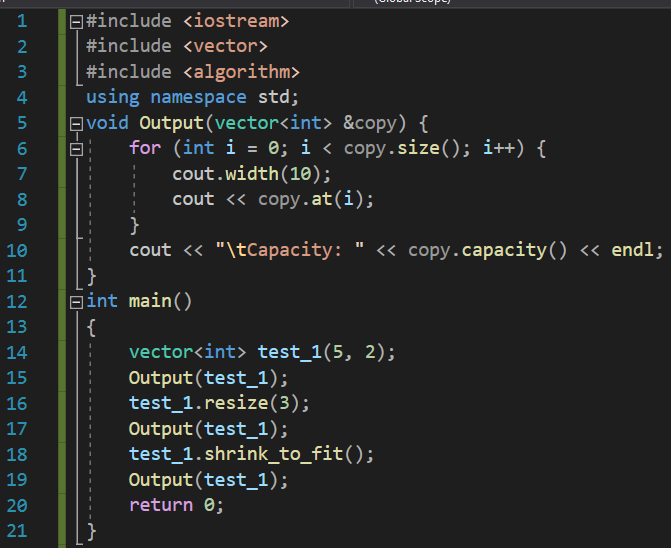 (Global Scope)
1 #include <iostream>
2 #include <vector>
3 #include <algorithm>
4 using namespace std;
5 void Output(vector<int> &copy) {
6 for (int i = 0; i < copy.size(); i++) {
7 cout.width(10);
8 cout << copy.at(i);
9 }
10 cout << "\tCapacity: " << copy.capacity() << endl;
11 }
12 int main()
13 {
14 vector<int> test_1(5, 2);
15 Output(test_1);
16 test_1.resize(3);
17 Output(test_1);
18 test_1.shrink_to_fit();
19 Output(test_1);
20 return 0;
21 }